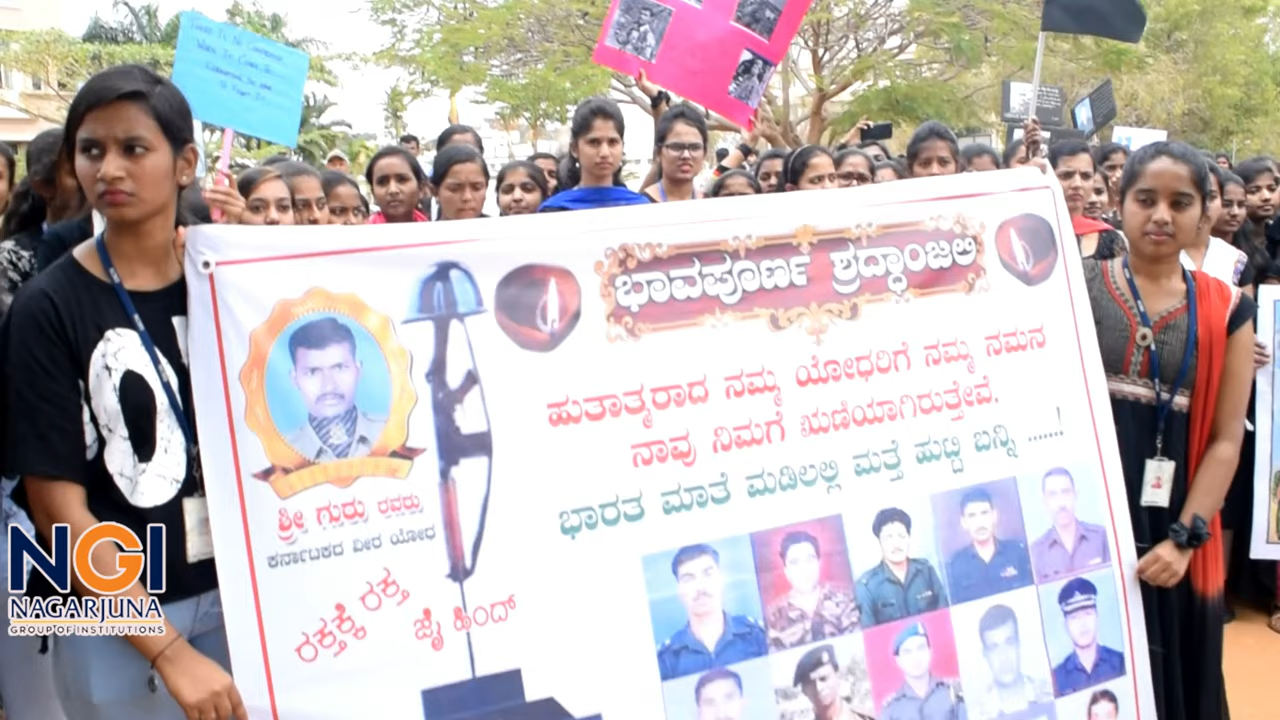 ಭಾವಪೂರ್ಣ ಶ್ರದ್ಧಾಂಜಲಿ
ಹುತಾತ್ಮರಾದ ನಮ್ಮ ಯೋಧರಿಗೆ ನಮ್ಮ ನಮನ
ನಾವು ನಿಮಗೆ ಋಣಿಯಾಗಿರುತ್ತೇವೆ.
ಭಾರತ ಮಾತೆ ಮಡಿಲಲ್ಲಿ ಮತ್ತೆ ಹುಟ್ಟಿ ಬನ್ನಿ ......!
ಶ್ರೀ ಗುರು ರವರು
ಕರ್ನಾಟಕದ ವೀರ ಯೋಧ
ರಕ್ತಕ್ಕೆ ರಕ್ತ
ಜೈ ಹಿಂದ್
NGI
NAGARJUNA
GROUP OF INSTITUTIONS